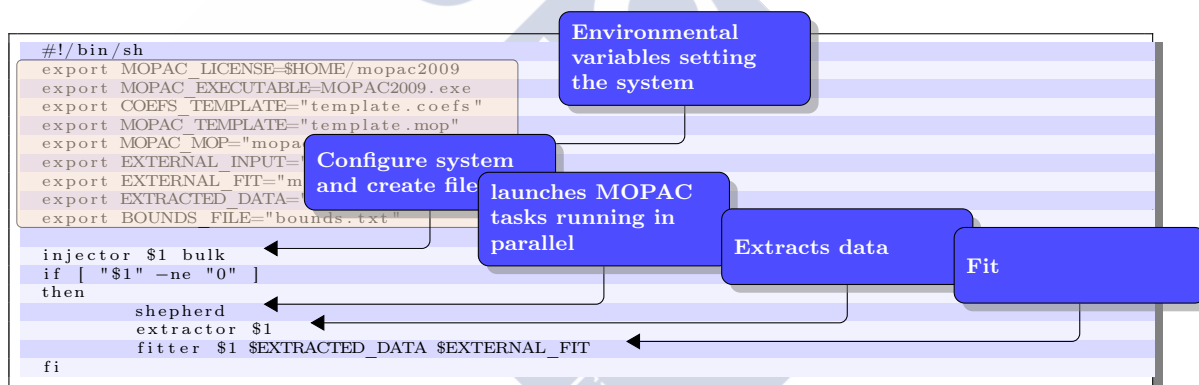 #!/bin/sh
export MOPAC_LICENSE=$HOME/mopac2009
export MOPAC_EXECUTABLE=MOPAC2009.exe
export COEFS_TEMPLATE="template.coefs"
export MOPAC_TEMPLATE="template.mop"
export MOPAC_MOP="mopac
export EXTERNAL_INPUT="
export EXTERNAL_FIT="m
export EXTRACTED_DATA="
export BOUNDS_FILE="bounds.txt"
injector $1 bulk
if [ "$1" −ne "0" ]
then
shepherd
extractor $1
fitter $1 $EXTRACTED_DATA $EXTERNAL_FIT
fi
Environmental
variables setting
the system
Configure system
and create file
launches MOPAC
tasks running in
parallel
Extracts data
Fit